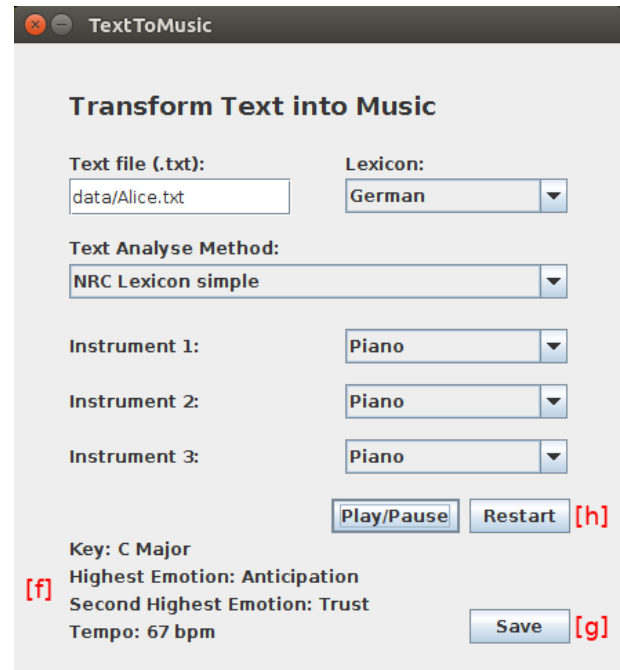 TextToMusic
Transform Text into Music
Text file (.txt): Lexicon:
data/Alice.txt German
Text Analyse Method:
NRC Lexicon simple
Instrument 1: Piano
Instrument 2: Piano
Instrument 3: Piano
Play/Pause Restart [h]
Key: C Major
[f] Highest Emotion: Anticipation
Second Highest Emotion: Trust
Tempo: 67 bpm Save [g]